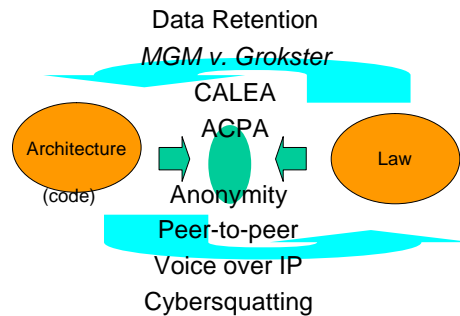 Data Retention
MGM v. Grokster
CALEA
ACPA
Architecture
(code)
Law
Anonymity
Peer-to-peer
Voice over IP
Cybersquatting